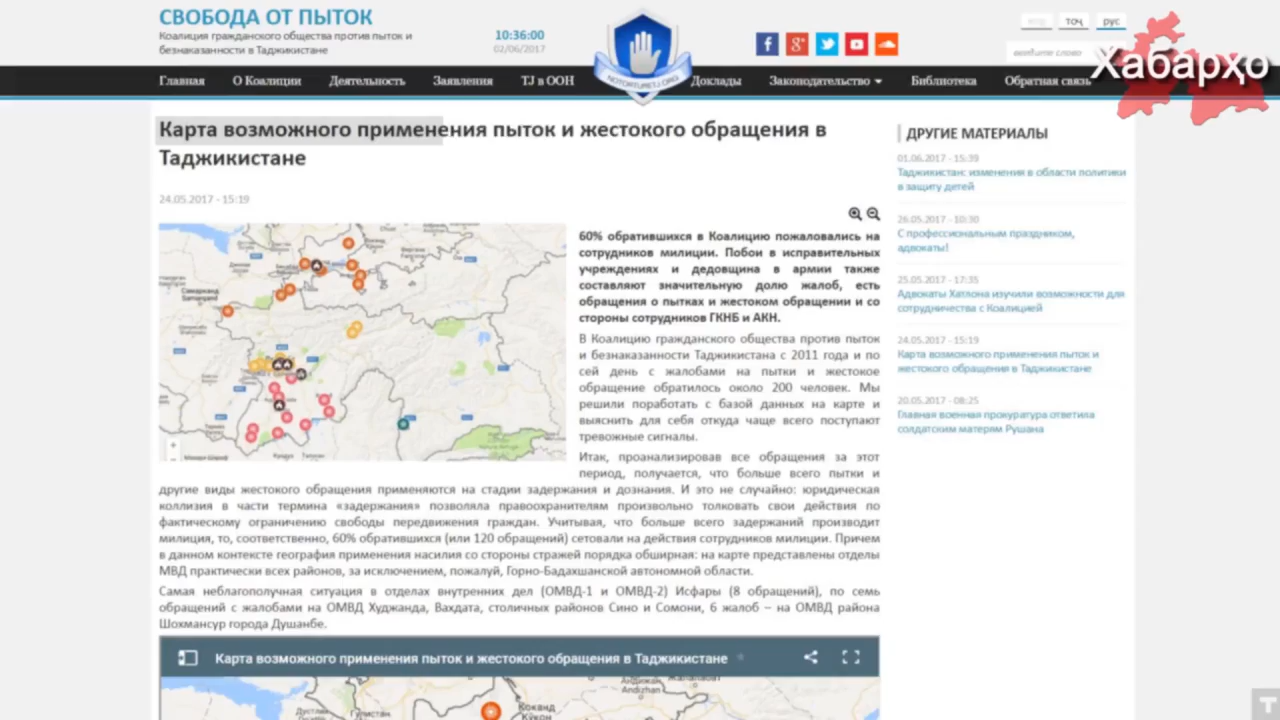 СВОБОДА ОТ ПЫТОК
Коалиция гражданского общества против пыток и
безнаказанности в Таджикистане
10:36:00
02/06/2017
NOTORTURETJ.ORG
тоҷ
рус
введите слово
Хабарҳо
Главная
О Коалиции
Деятельность
Заявления
TJ в ООН
Доклады
Законодательство
Библиотека
Обратная связь
Карта возможного применения пыток и жестокого обращения в
Таджикистане
24.05.2017 - 15:19
60% обратившихся в Коалицию пожаловались на
сотрудников милиции. Побои в исправительных
учреждениях и дедовщина в армии также
составляют значительную долю жалоб, есть
обращения о пытках и жестоком обращении и со
стороны сотрудников ГКНБ и АКН.
В Коалицию гражданского общества против пыток
и безнаказанности Таджикистана с 2011 года и по
сей день с жалобами на пытки и жестокое
обращение обратилось около 200 человек. Мы
решили поработать с базой данных на карте и
выяснить для себя откуда чаще всего поступают
тревожные сигналы.
Итак, проанализировав все обращения за этот
период, получается, что больше всего пытки и
другие виды жестокого обращения применяются на стадии задержания и дознания. И это не случайно: юридическая
коллизия в части термина «задержания» позволяла правоохранителям произвольно толковать свои действия по
фактическому ограничению свободы передвижения граждан. Учитывая, что больше всего задержаний производит
милиция, то, соответственно, 60% обратившихся (или 120 обращений) сетовали на действия сотрудников милиции. Причем
в данном контексте география применения насилия со стороны стражей порядка обширная: на карте представлены отделы
МВД практически всех районов, за исключением, пожалуй, Горно-Бадахшанской автономной области.
Самая неблагополучная ситуация в отделах внутренних дел (ОМВД-1 и ОМВД-2) Исфары (8 обращений), по семь
обращений с жалобами на ОМВД Худжанда, Вахдата, столичных районов Сино и Сомони, 6 жалоб – на ОМВД района
Шохмансур города Душанбе.
Карта возможного применения пыток и жестокого обращения в Таджикистане
Андижан
Andizhan
Коканд
Қўқон
Гулистан
ДРУГИЕ МАТЕРИАЛЫ
01.06.2017 - 15:39
Таджикистан: изменения в области политики
в защиту детей
26.05.2017 - 10:30
С профессиональным праздником,
адвокаты!
25.05.2017 - 17:35
Адвокаты Хатлона изучили возможности для
сотрудничества с Коалицией
24.05.2017 - 15:19
Карта возможного применения пыток и
жестокого обращения в Таджикистане
20.05.2017 - 08:25
Главная военная прокуратура ответила
солдатским матерям Рушана
T